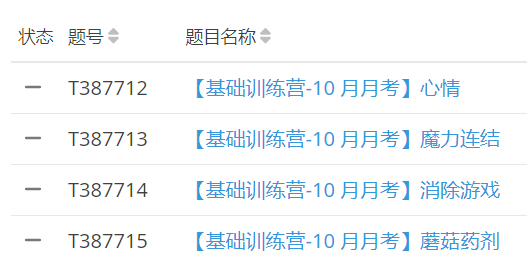 状态 题号 题目名称
— T387712 【基础训练营-10 月月考】心情
— T387713 【基础训练营-10 月月考】魔力连结
— T387714 【基础训练营-10 月月考】消除游戏
— T387715 【基础训练营-10 月月考】蘑菇药剂